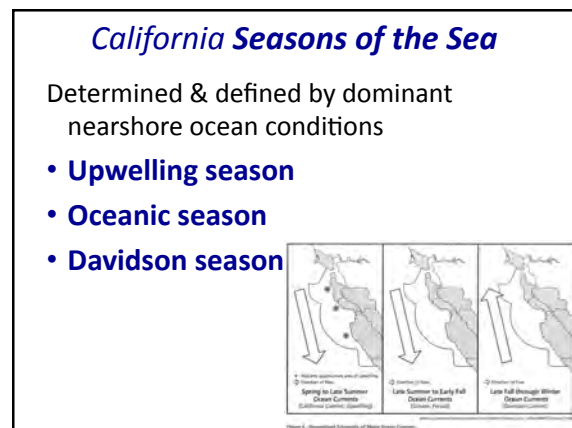 California Seasons of the Sea
Determined & defined by dominant
nearshore ocean conditions
• Upwelling season
• Oceanic season
• Davidson season
Spring to Late Summer
Ocean Currents
Late Summer to Early Fall
Ocean Currents
Late Fall through Winter
Ocean Currents